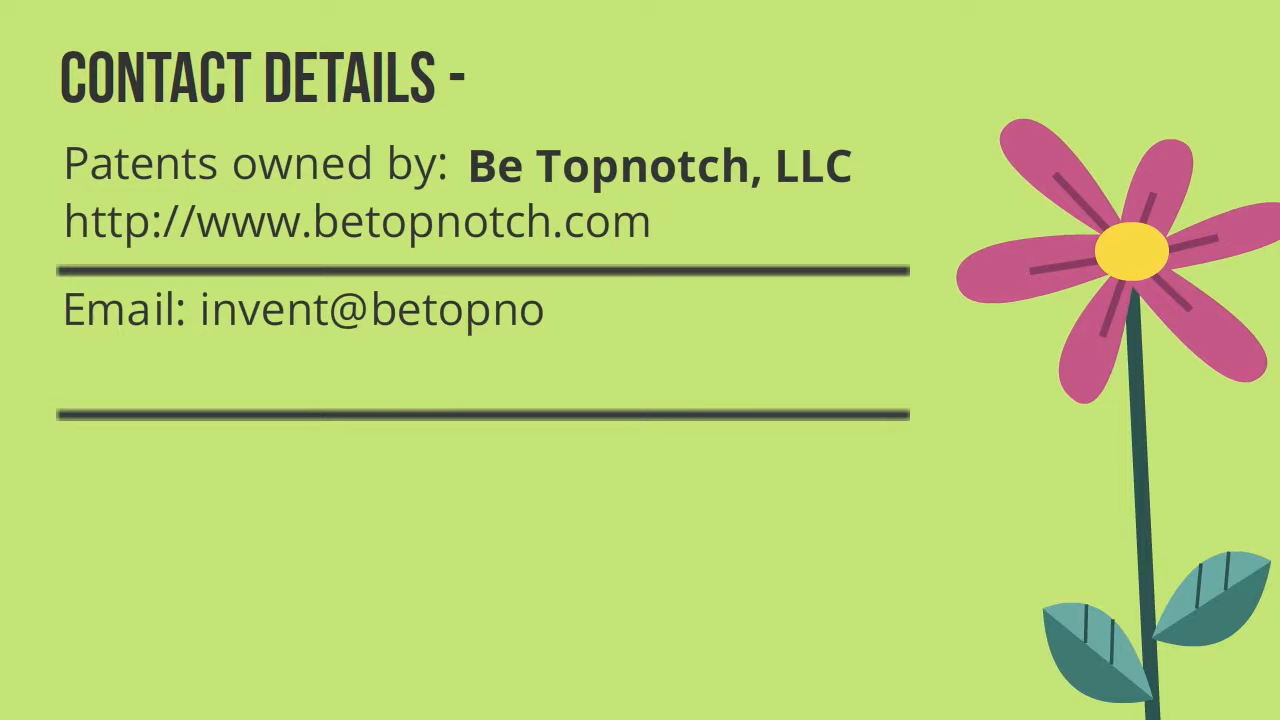 CONTACT DETAILS -
Patents owned by: Be Topnotch, LLC
http://www.betopnotch.com
Email: invent@betopno